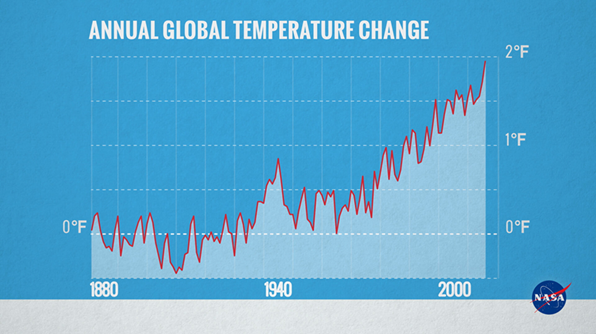 ANNUAL GLOBAL TEMPERATURE CHANGE
2°F
1°F
0°F
0°F
1880
1940
2000
NASA